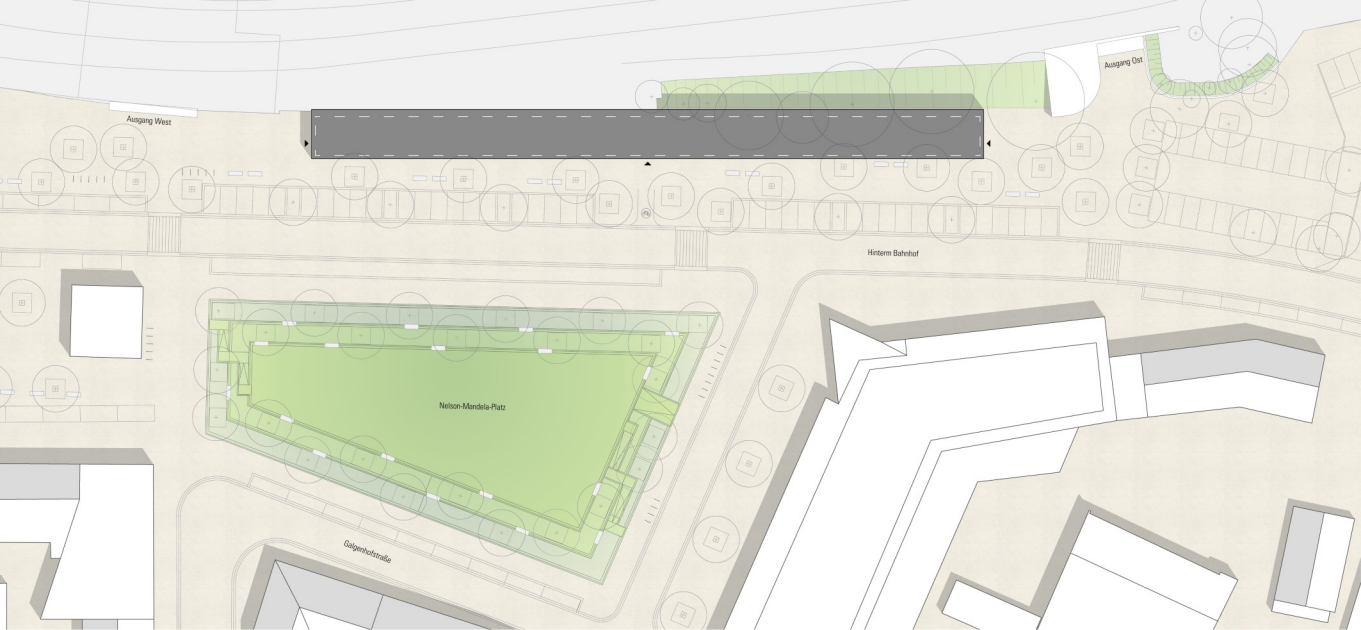 Ausgang Ost
Ausgang West
Hinterm Bahnhof
Nelson-Mandela-Platz
Galgenhofstraße